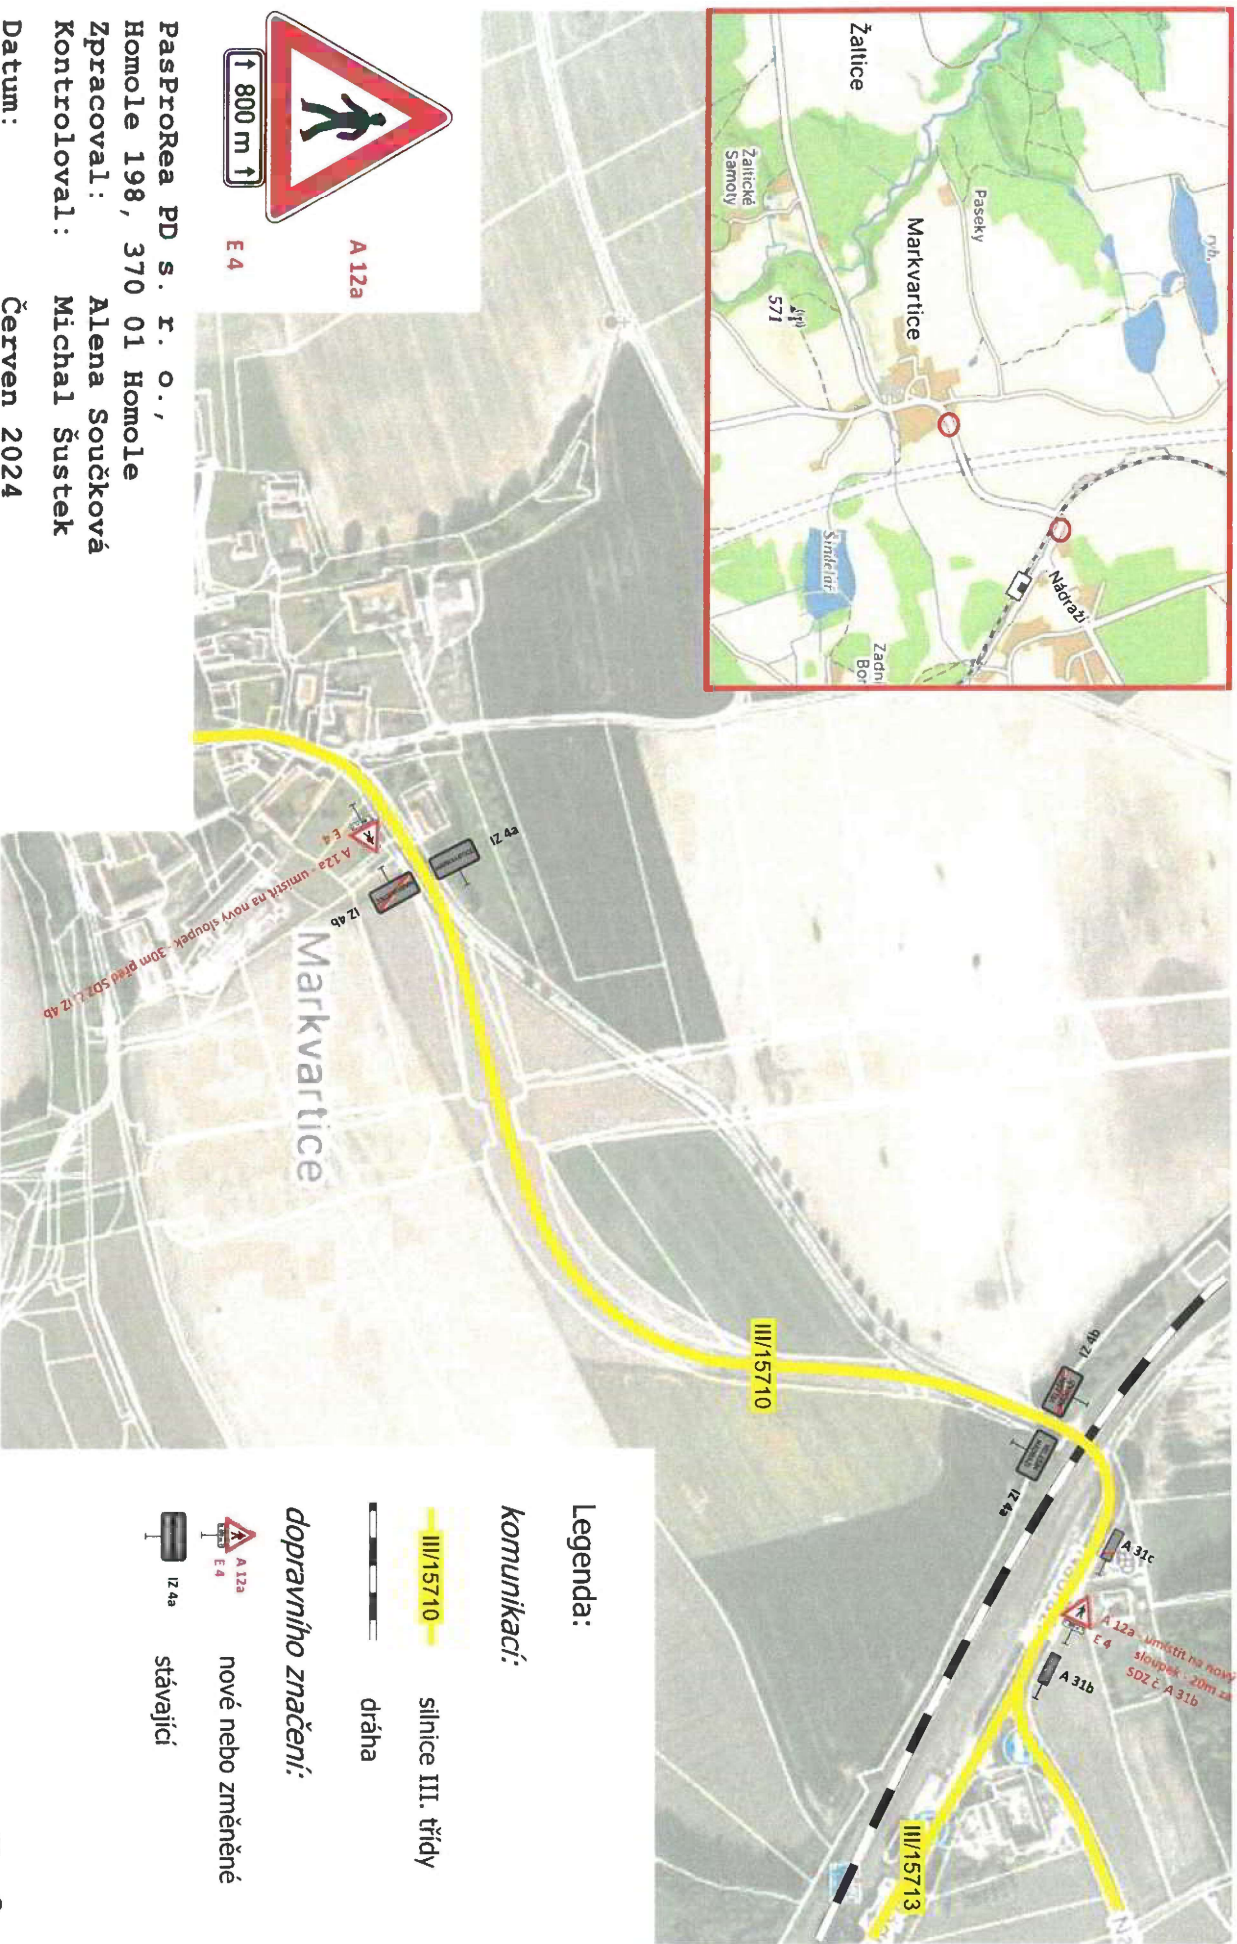 Žaltice
Žaltické
Samoty
Paseky
Markvartice
571
ryb.
Šindelář
Nádraží
Zadní
Bor
A 12a
↑ 800 m ↑
E 4
PasProRea PD s. r. o.,
Homole 198, 370 01 Homole
Zpracoval: Alena Součková
Kontroloval: Michal Šustek
Datum: Červen 2024
IZ 4a
IZ 4b
E 4
A 12a - umístit na nový sloupek - 30m před SDZ č. IZ 4b
Markvartice
III/15710
IZ 4b
IZ 4a
A 31c
A 12a - umístit na nový
sloupek - 20m za
SDZ č. A 31b
E 4
A 31b
III/15713
Legenda:
komunikací:
III/15710 silnice III. třídy
dráha
dopravního značení:
A 12a
E 4
nové nebo změněné
IZ 4a
stávající